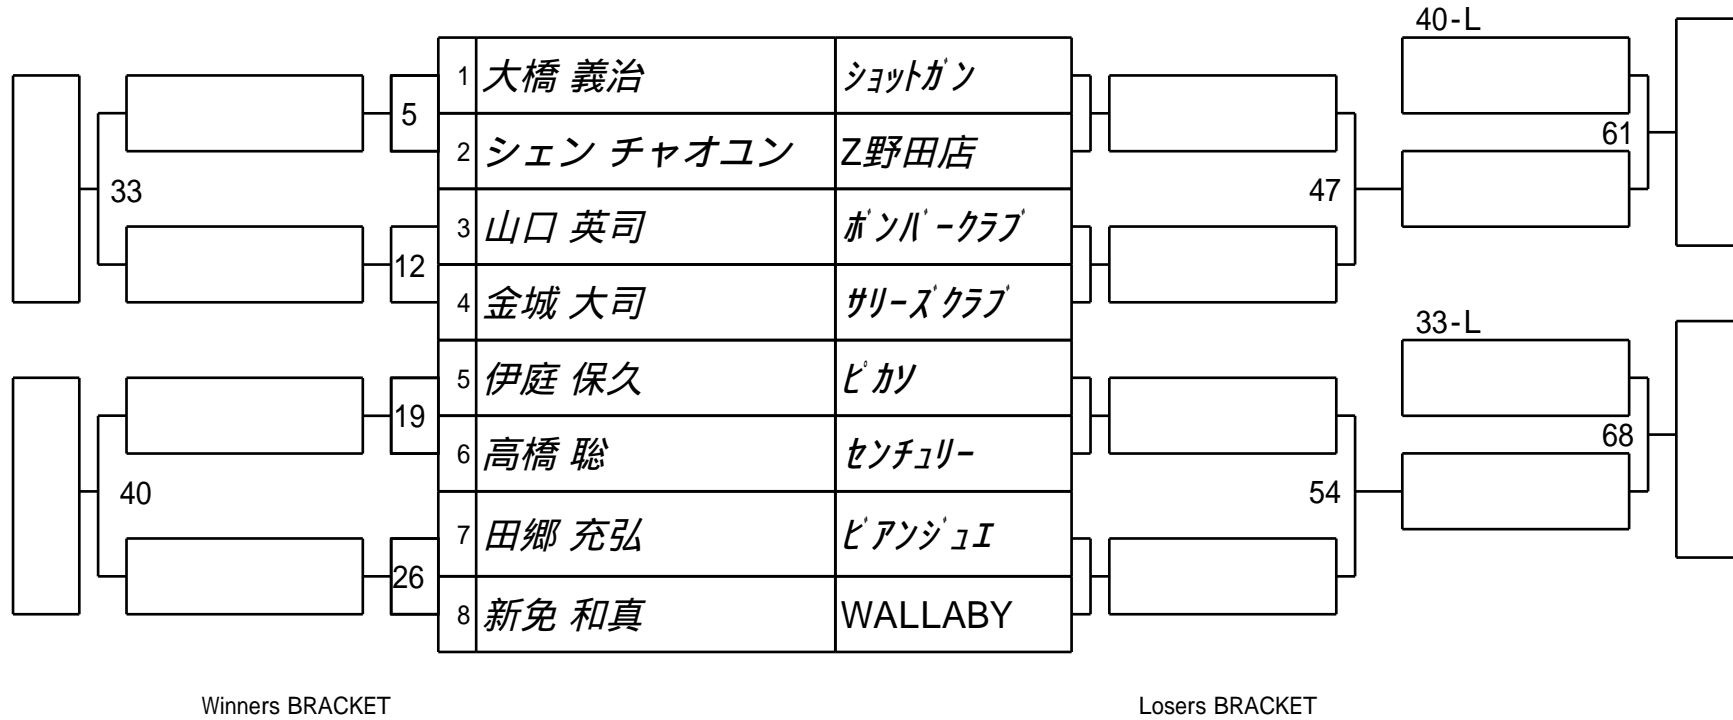 40-L
1 大橋 義治 ｼｮｯﾄｶﾞﾝ
5
61
2 シェン チャオユン Z野田店
33
47
3 山口 英司 ﾎﾞﾝﾊﾞｰｸﾗﾌﾞ
12
4 金城 大司 ｻﾘｰｽﾞｸﾗﾌﾞ
33-L
5 伊庭 保久 ﾋﾟｶｿ
19
68
6 高橋 聡 ｾﾝﾁｭﾘｰ
40
54
7 田郷 充弘 ﾋﾞｱﾝｼﾞｭｴ
26
8 新免 和真 WALLABY
Winners BRACKET
Losers BRACKET